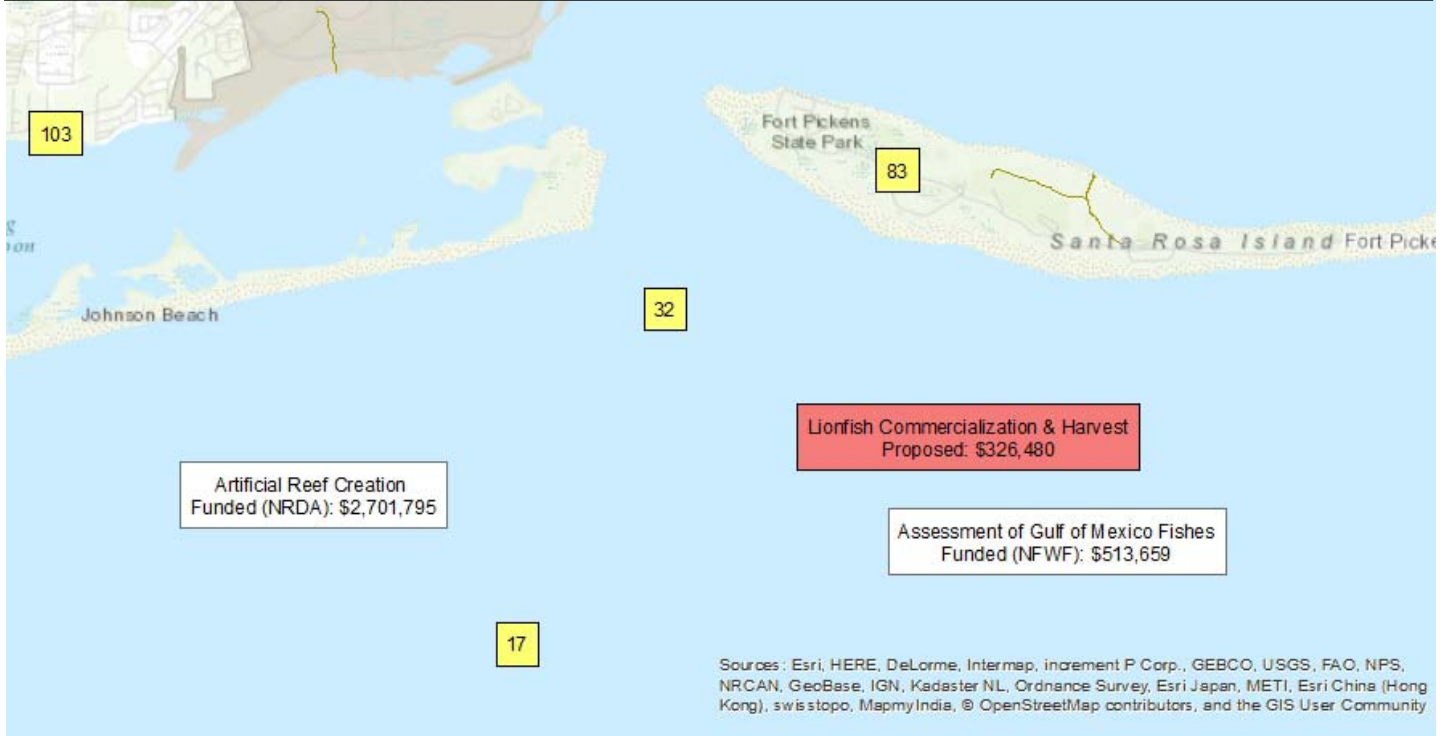 103
Fort Pickens
State Park
83
Santa Rosa Island Fort Picke
32
Johnson Beach
Lionfish Commercialization & Harvest
Proposed: $326,480
Artificial Reef Creation
Funded (NRDA): $2,701,795
Assessment of Gulf of Mexico Fishes
Funded (NFWF): $513,659
17
Sources: Esri, HERE, DeLorme, Intermap, increment P Corp., GEBCO, USGS, FAO, NPS,
NRCAN, GeoBase, IGN, Kadaster NL, Ordnance Survey, Esri Japan, METI, Esri China (Hong
Kong), swisstopo, MapmyIndia, © OpenStreetMap contributors, and the GIS User Community